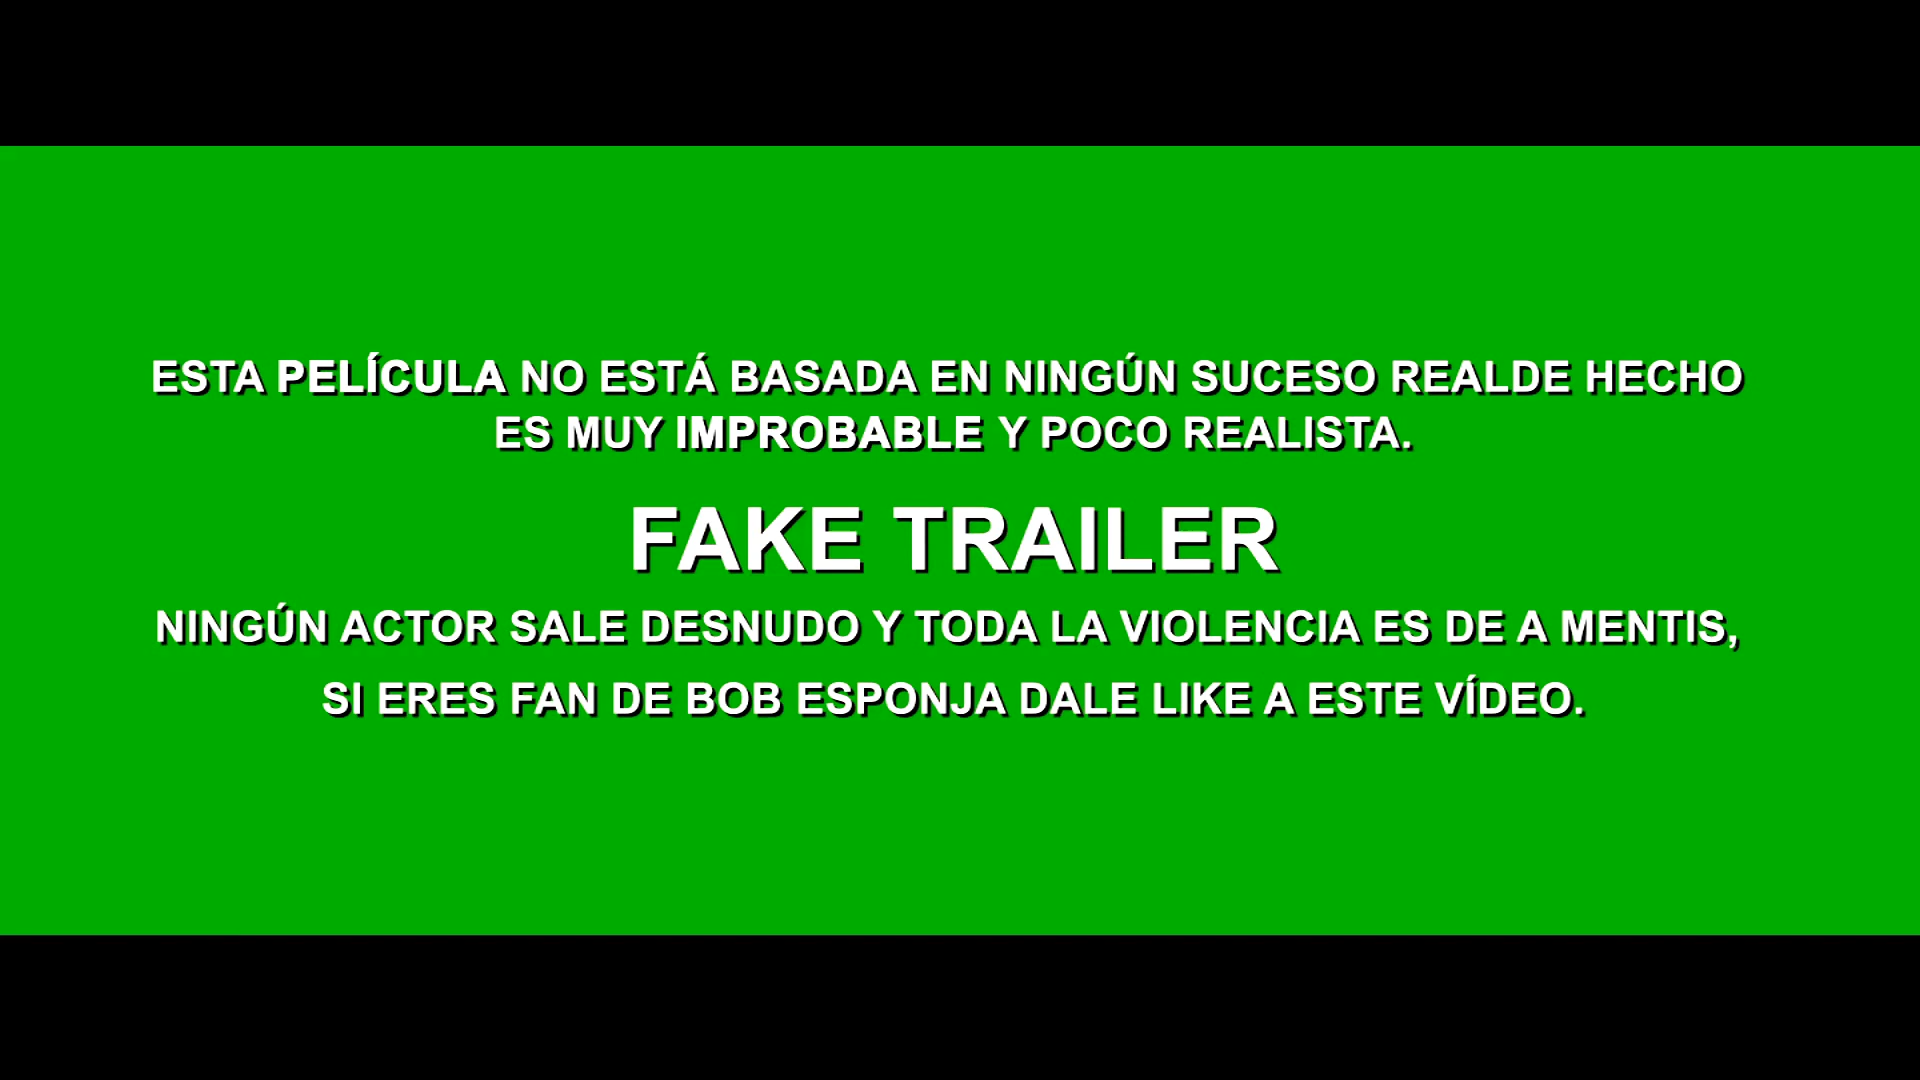 ESTA PELÍCULA NO ESTÁ BASADA EN NINGÚN SUCESO REALDE HECHO
ES MUY IMPROBABLE Y POCO REALISTA.
FAKE TRAILER
NINGÚN ACTOR SALE DESNUDO Y TODA LA VIOLENCIA ES DE A MENTIS,
SI ERES FAN DE BOB ESPONJA DALE LIKE A ESTE VÍDEO.